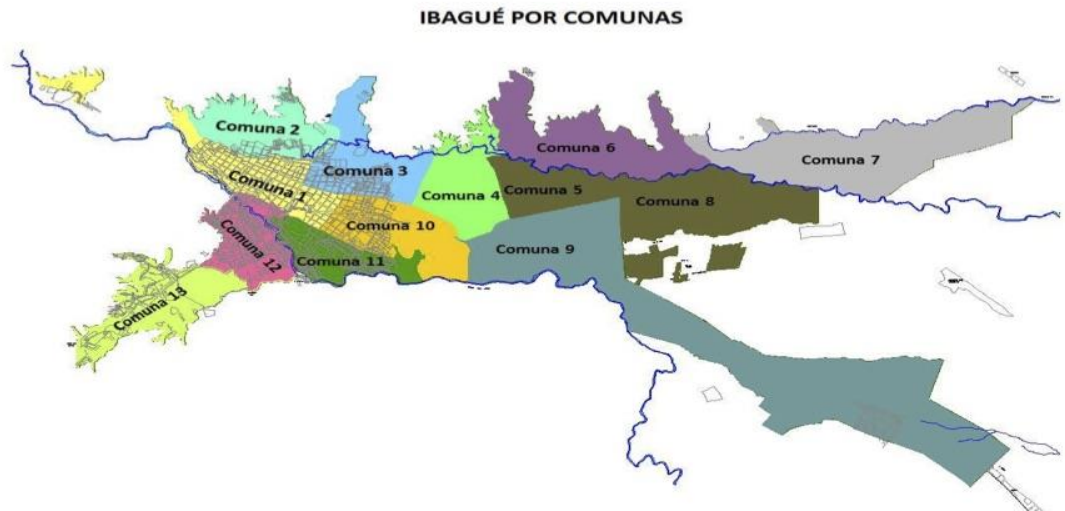 IBAGUÉ POR COMUNAS
Comuna 2
Comuna 6
Comuna 7
Comuna 3
Comuna 1
Comuna 4
Comuna 5
Comuna 8
Comuna 10
Comuna 9
Comuna 12
Comuna 11
Comuna 13